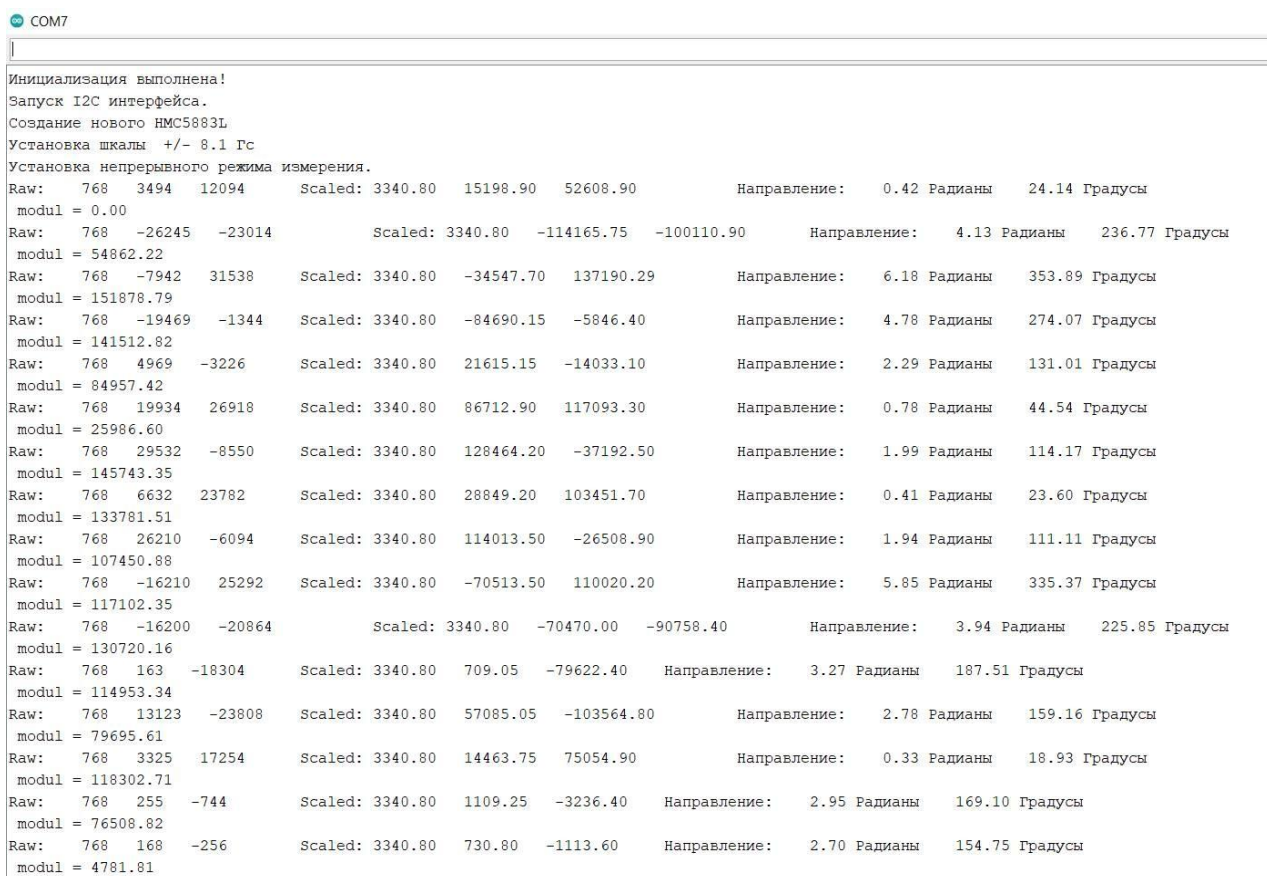 COM7
Инициализация выполнена!
Запуск I2C интерфейса.
Создание нового HMC5883L
Установка шкалы +/- 8.1 Гс
Установка непрерывного режима измерения.
Raw: 768 3494 12094 Scaled: 3340.80 15198.90 52608.90 Направление: 0.42 Радианы 24.14 Градусы
modul = 0.00
Raw: 768 -26245 -23014 Scaled: 3340.80 -114165.75 -100110.90 Направление: 4.13 Радианы 236.77 Градусы
modul = 54862.22
Raw: 768 -7942 31538 Scaled: 3340.80 -34547.70 137190.29 Направление: 6.18 Радианы 353.89 Градусы
modul = 151878.79
Raw: 768 -19469 -1344 Scaled: 3340.80 -84690.15 -5846.40 Направление: 4.78 Радианы 274.07 Градусы
modul = 141512.82
Raw: 768 4969 -3226 Scaled: 3340.80 21615.15 -14033.10 Направление: 2.29 Радианы 131.01 Градусы
modul = 84957.42
Raw: 768 19934 26918 Scaled: 3340.80 86712.90 117093.30 Направление: 0.78 Радианы 44.54 Градусы
modul = 25986.60
Raw: 768 29532 -8550 Scaled: 3340.80 128464.20 -37192.50 Направление: 1.99 Радианы 114.17 Градусы
modul = 145743.35
Raw: 768 6632 23782 Scaled: 3340.80 28849.20 103451.70 Направление: 0.41 Радианы 23.60 Градусы
modul = 133781.51
Raw: 768 26210 -6094 Scaled: 3340.80 114013.50 -26508.90 Направление: 1.94 Радианы 111.11 Градусы
modul = 107450.88
Raw: 768 -16210 25292 Scaled: 3340.80 -70513.50 110020.20 Направление: 5.85 Радианы 335.37 Градусы
modul = 117102.35
Raw: 768 -16200 -20864 Scaled: 3340.80 -70470.00 -90758.40 Направление: 3.94 Радианы 225.85 Градусы
modul = 130720.16
Raw: 768 163 -18304 Scaled: 3340.80 709.05 -79622.40 Направление: 3.27 Радианы 187.51 Градусы
modul = 114953.34
Raw: 768 13123 -23808 Scaled: 3340.80 57085.05 -103564.80 Направление: 2.78 Радианы 159.16 Градусы
modul = 79695.61
Raw: 768 3325 17254 Scaled: 3340.80 14463.75 75054.90 Направление: 0.33 Радианы 18.93 Градусы
modul = 118302.71
Raw: 768 255 -744 Scaled: 3340.80 1109.25 -3236.40 Направление: 2.95 Радианы 169.10 Градусы
modul = 76508.82
Raw: 768 168 -256 Scaled: 3340.80 730.80 -1113.60 Направление: 2.70 Радианы 154.75 Градусы
modul = 4781.81